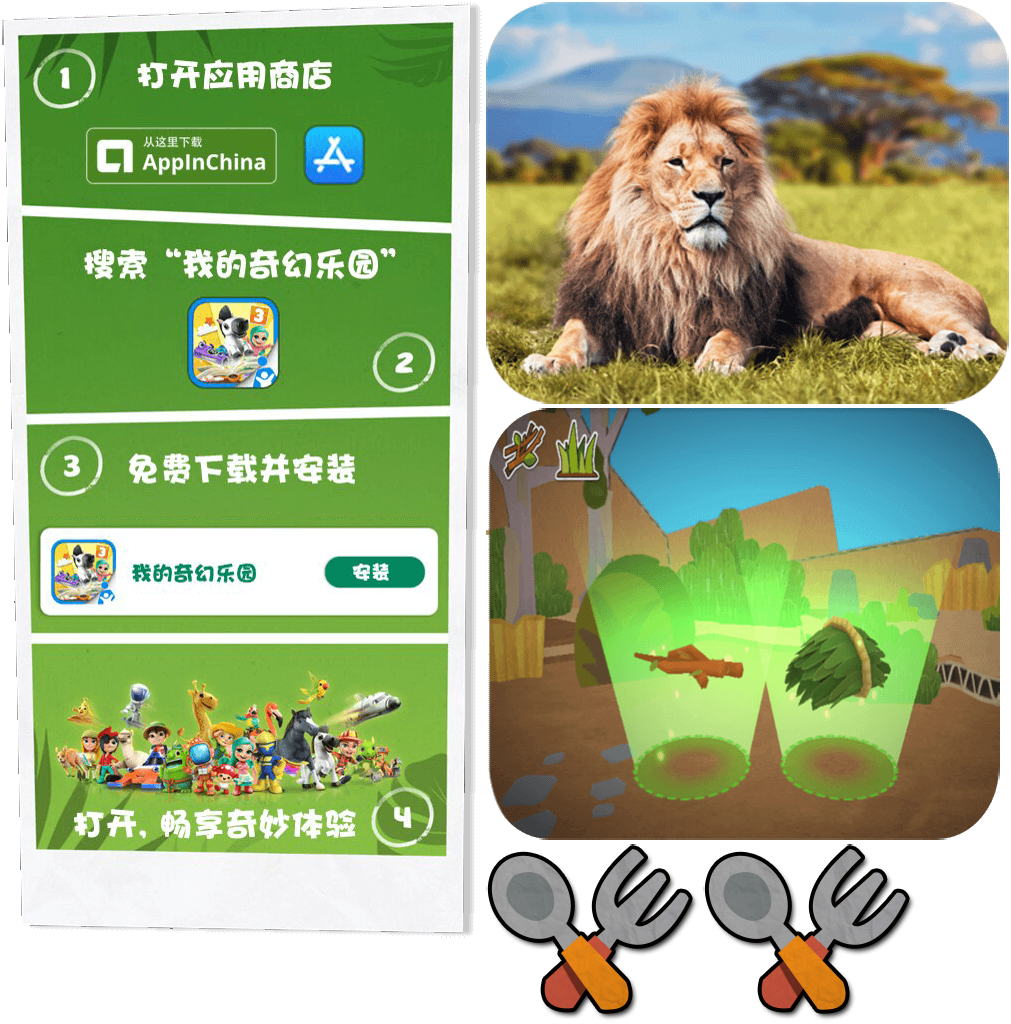 1
打开应用商店
从这里下载
AppInChina
搜索“我的奇幻乐园”
3
2
3
免费下载并安装
3
我的奇幻乐园
安装
打开, 畅享奇妙体验
4